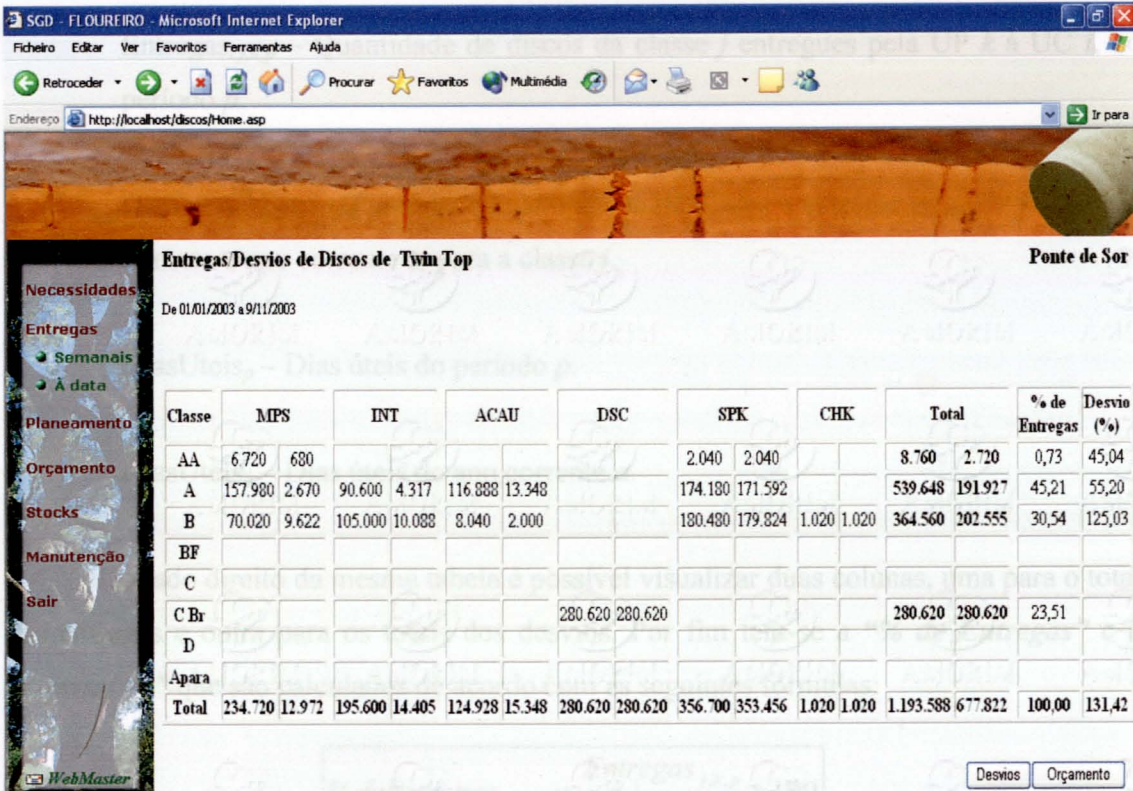 SGD - FLOUREIRO - Microsoft Internet Explorer
Ficheiro Editar Ver Favoritos Ferramentas Ajuda
Retroceder Procurar Favoritos Multimédia
Endereço http://localhost/discos/Home.asp Ir para
Entregas/Desvios de Discos de Twin Top Ponte de Sor
De 01/01/2003 a 9/11/2003
Necessidades
Entregas
Semanais
À data
Planeamento
Orçamento
Stocks
Manutenção
Sair
WebMaster
Classe MPS INT ACAU DSC SPK CHK Total % de Entregas Desvio (%)
AA 6.720 680 2.040 2.040 8.760 2.720 0,73 45,04
A 157.980 2.670 90.600 4.317 116.888 13.348 174.180 171.592 539.648 191.927 45,21 55,20
B 70.020 9.622 105.000 10.088 8.040 2.000 180.480 179.824 1.020 1.020 364.560 202.555 30,54 125,03
BF
C
C Br 280.620 280.620 280.620 280.620 23,51
D
Apara
Total 234.720 12.972 195.600 14.405 124.928 15.348 280.620 280.620 356.700 353.456 1.020 1.020 1.193.588 677.822 100,00 131,42
Desvios Orçamento